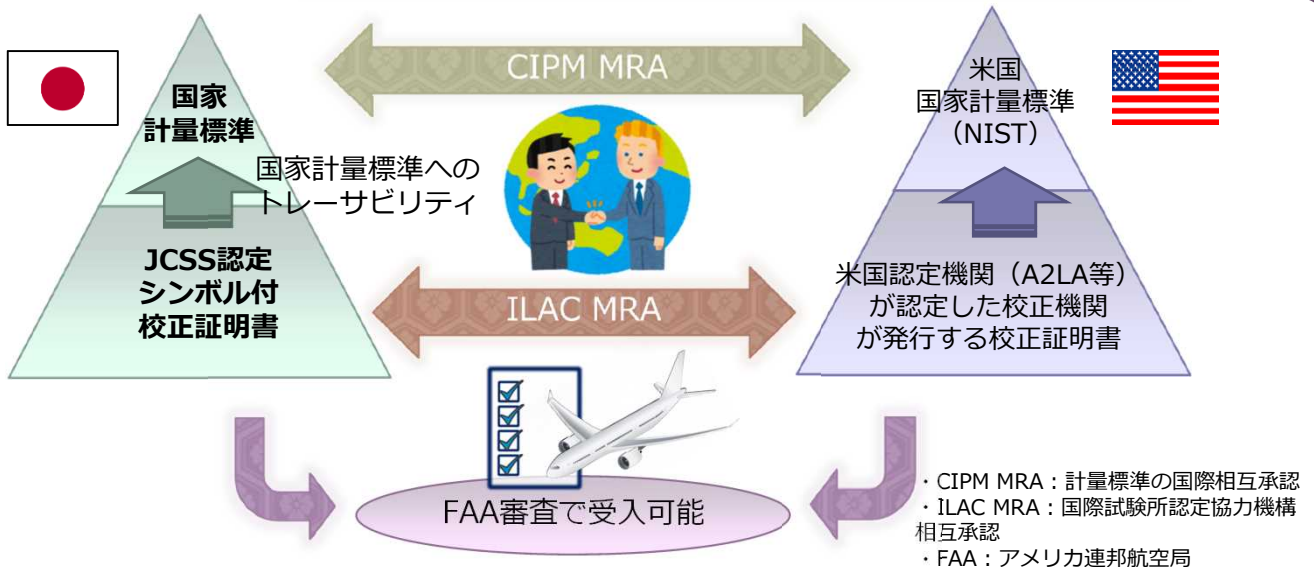 CIPM MRA
国家
計量標準
国家計量標準への
トレーサビリティ
JCSS認定
シンボル付
校正証明書
米国
国家計量標準
（NIST）
ILAC MRA
米国認定機関（A2LA等）
が認定した校正機関
が発行する校正証明書
FAA審査で受入可能
・CIPM MRA：計量標準の国際相互承認
・ILAC MRA：国際試験所認定協力機構
相互承認
・FAA：アメリカ連邦航空局